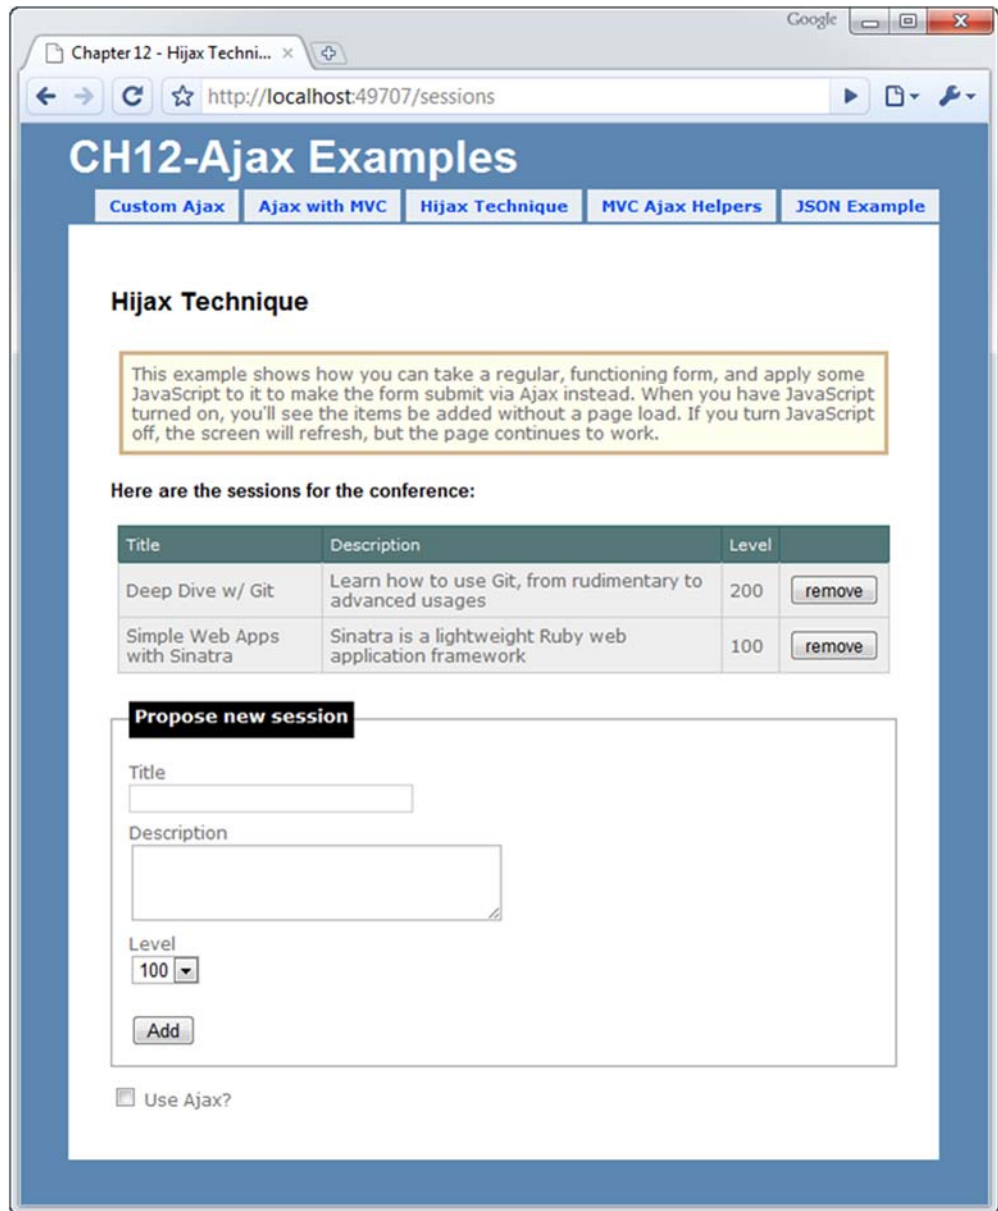 Google
Chapter 12 - Hijax Techni...
http://localhost:49707/sessions
CH12-Ajax Examples
Custom Ajax
Ajax with MVC
Hijax Technique
MVC Ajax Helpers
JSON Example
Hijax Technique
This example shows how you can take a regular, functioning form, and apply some
JavaScript to it to make the form submit via Ajax instead. When you have JavaScript
turned on, you'll see the items be added without a page load. If you turn JavaScript
off, the screen will refresh, but the page continues to work.
Here are the sessions for the conference:
Title Description Level
Deep Dive w/ Git
Learn how to use Git, from rudimentary to
advanced usages
200
remove
Simple Web Apps
with Sinatra
Sinatra is a lightweight Ruby web
application framework
100
remove
Propose new session
Title
Description
Level
100
Add
Use Ajax?